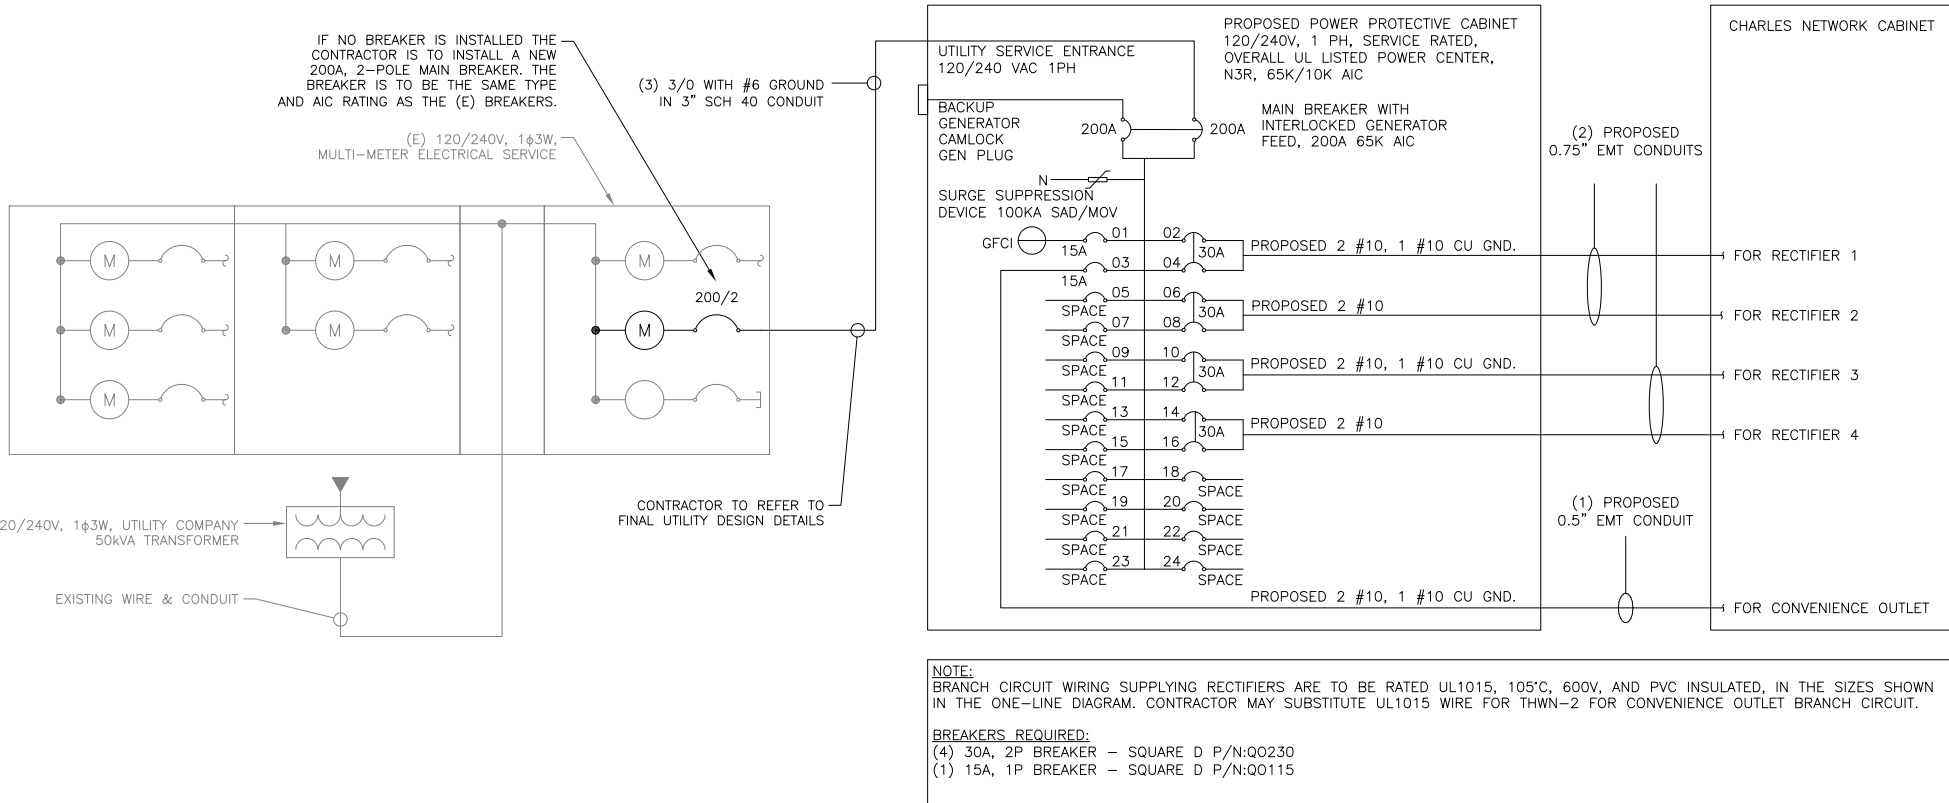 IF NO BREAKER IS INSTALLED THE
CONTRACTOR IS TO INSTALL A NEW
200A, 2-POLE MAIN BREAKER. THE
BREAKER IS TO BE THE SAME TYPE
AND AIC RATING AS THE (E) BREAKERS.
(E) 120/240V, 1ϕ3W,
MULTI-METER ELECTRICAL SERVICE
(3) 3/0 WITH #6 GROUND
IN 3" SCH 40 CONDUIT
M
M
M
M
M
M
200/2
M
CONTRACTOR TO REFER TO
FINAL UTILITY DESIGN DETAILS
20/240V, 1ϕ3W, UTILITY COMPANY
50kVA TRANSFORMER
EXISTING WIRE & CONDUIT
UTILITY SERVICE ENTRANCE
120/240 VAC 1PH
PROPOSED POWER PROTECTIVE CABINET
120/240V, 1 PH, SERVICE RATED,
OVERALL UL LISTED POWER CENTER,
N3R, 65K/10K AIC
BACKUP
GENERATOR
CAMLOCK
GEN PLUG
200A
200A
MAIN BREAKER WITH
INTERLOCKED GENERATOR
FEED, 200A 65K AIC
N
SURGE SUPPRESSION
DEVICE 100KA SAD/MOV
GFCI
15A
01
02
30A
PROPOSED 2 #10, 1 #10 CU GND.
15A
03
04
SPACE
05
06
30A
PROPOSED 2 #10
SPACE
07
08
SPACE
09
10
30A
PROPOSED 2 #10, 1 #10 CU GND.
SPACE
11
12
SPACE
13
14
30A
PROPOSED 2 #10
SPACE
15
16
SPACE
17
18
SPACE
SPACE
19
20
SPACE
SPACE
21
22
SPACE
SPACE
23
24
SPACE
PROPOSED 2 #10, 1 #10 CU GND.
(2) PROPOSED
0.75" EMT CONDUITS
(1) PROPOSED
0.5" EMT CONDUIT
CHARLES NETWORK CABINET
FOR RECTIFIER 1
FOR RECTIFIER 2
FOR RECTIFIER 3
FOR RECTIFIER 4
FOR CONVENIENCE OUTLET
NOTE:
BRANCH CIRCUIT WIRING SUPPLYING RECTIFIERS ARE TO BE RATED UL1015, 105°C, 600V, AND PVC INSULATED, IN THE SIZES SHOWN
IN THE ONE-LINE DIAGRAM. CONTRACTOR MAY SUBSTITUTE UL1015 WIRE FOR THWN-2 FOR CONVENIENCE OUTLET BRANCH CIRCUIT.
BREAKERS REQUIRED:
(4) 30A, 2P BREAKER - SQUARE D P/N:QO230
(1) 15A, 1P BREAKER - SQUARE D P/N:QO115